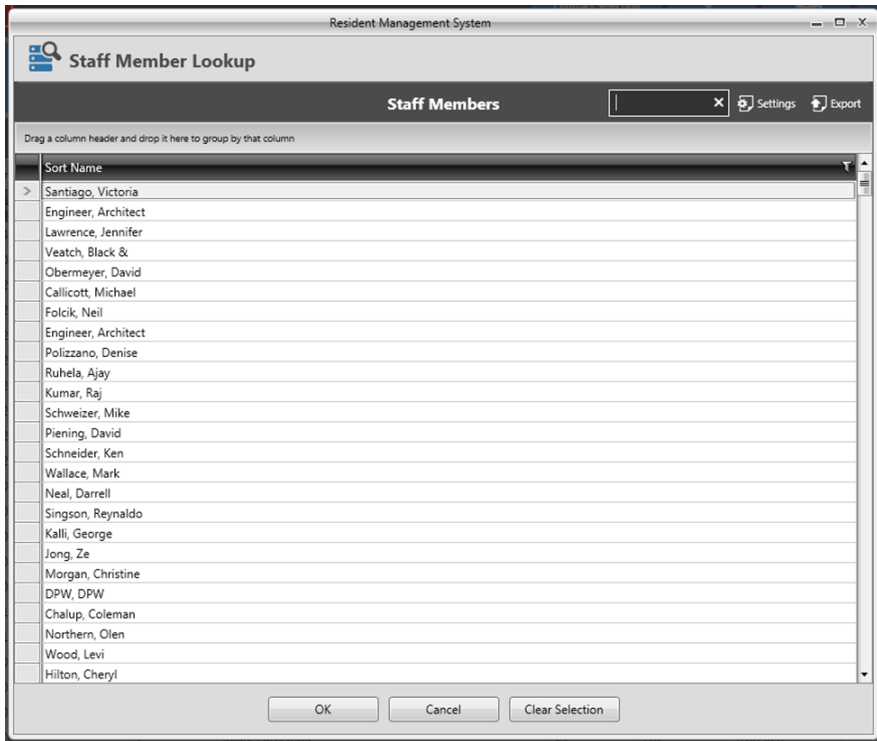 Resident Management System
Staff Member Lookup
Staff Members
Settings
Export
Drag a column header and drop it here to group by that column
Sort Name
Santiago, Victoria
Engineer, Architect
Lawrence, Jennifer
Veatch, Black &
Obermeyer, David
Callicott, Michael
Folcik, Neil
Engineer, Architect
Polizzano, Denise
Ruhela, Ajay
Kumar, Raj
Schweizer, Mike
Piening, David
Schneider, Ken
Wallace, Mark
Neal, Darrell
Singson, Reynaldo
Kalli, George
Jong, Ze
Morgan, Christine
DPW, DPW
Chalup, Coleman
Northern, Olen
Wood, Levi
Hilton, Cheryl
OK
Cancel
Clear Selection